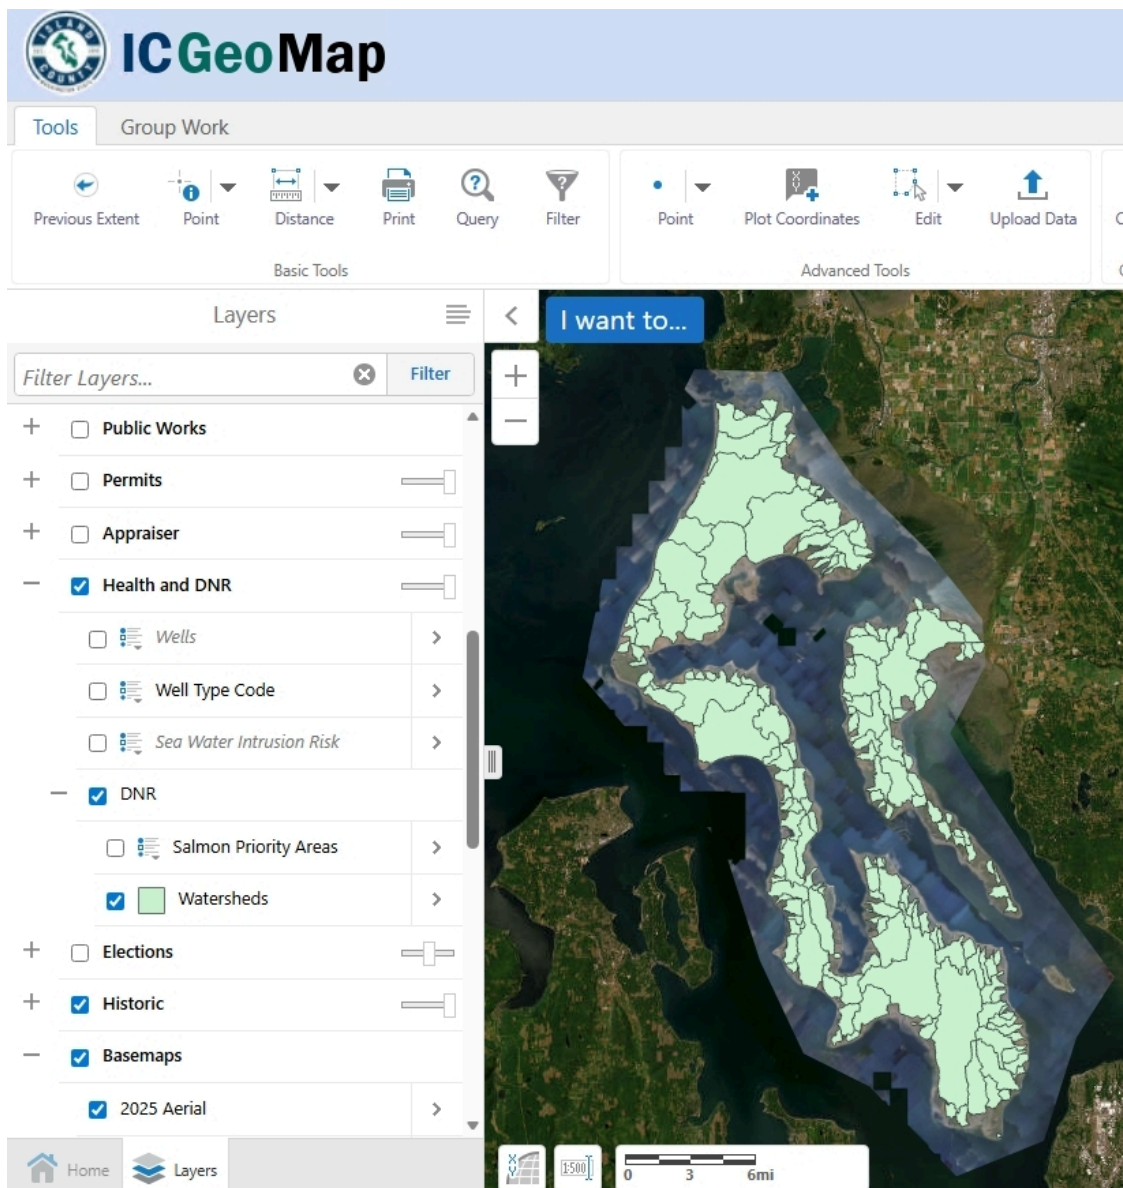 ISLAND
COUNTY
ICGeoMap
Tools Group Work
Previous Extent Point Distance Print Query Filter Point Plot Coordinates Edit Upload Data
Basic Tools Advanced Tools
Layers
I want to...
Filter Layers... Filter
Public Works
Permits
Appraiser
Health and DNR
Wells
Well Type Code
Sea Water Intrusion Risk
DNR
Salmon Priority Areas
Watersheds
Elections
Historic
Basemaps
2025 Aerial
Home Layers
X Y 1:500
0 3 6mi